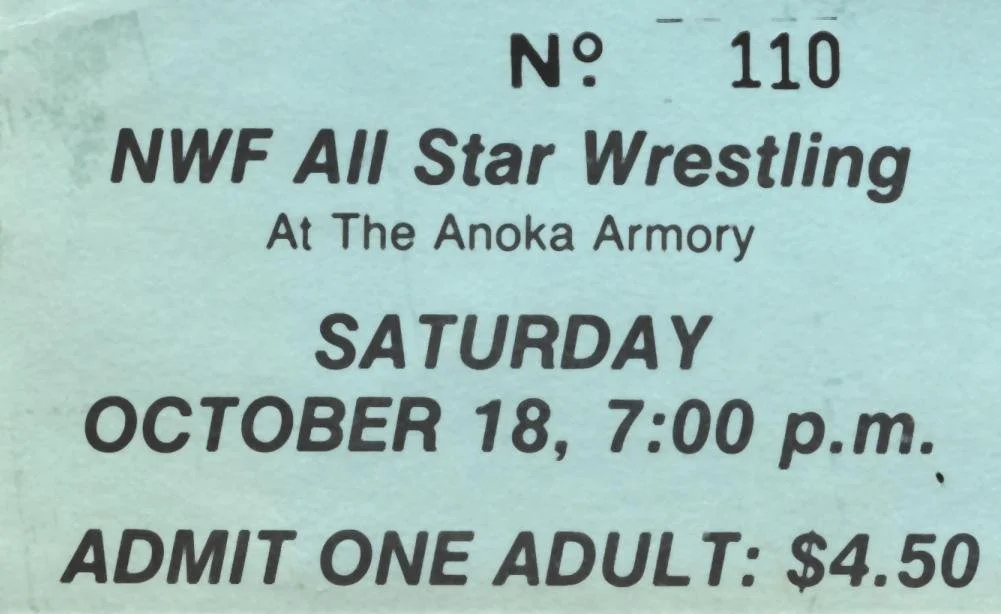 Nº 110
NWF All Star Wrestling
At The Anoka Armory
SATURDAY
OCTOBER 18, 7:00 p.m.
ADMIT ONE ADULT: $4.50